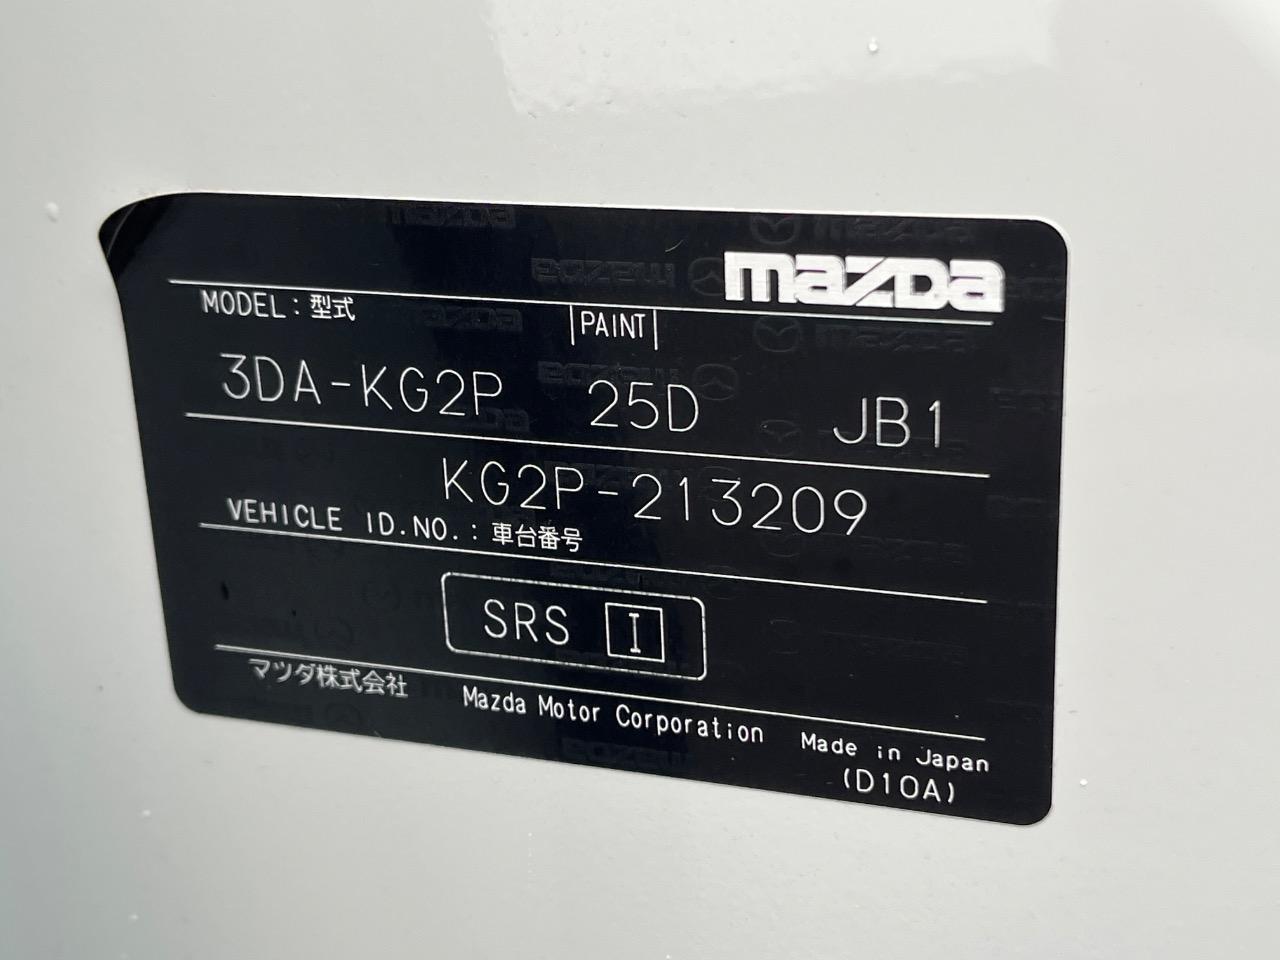 mazda
MODEL : 型式 |PAINT|
3DA-KG2P 25D JB1
KG2P-213209
VEHICLE ID.NO. : 車台番号
SRS I
マツダ株式会社 Mazda Motor Corporation Made in Japan
(D10A)